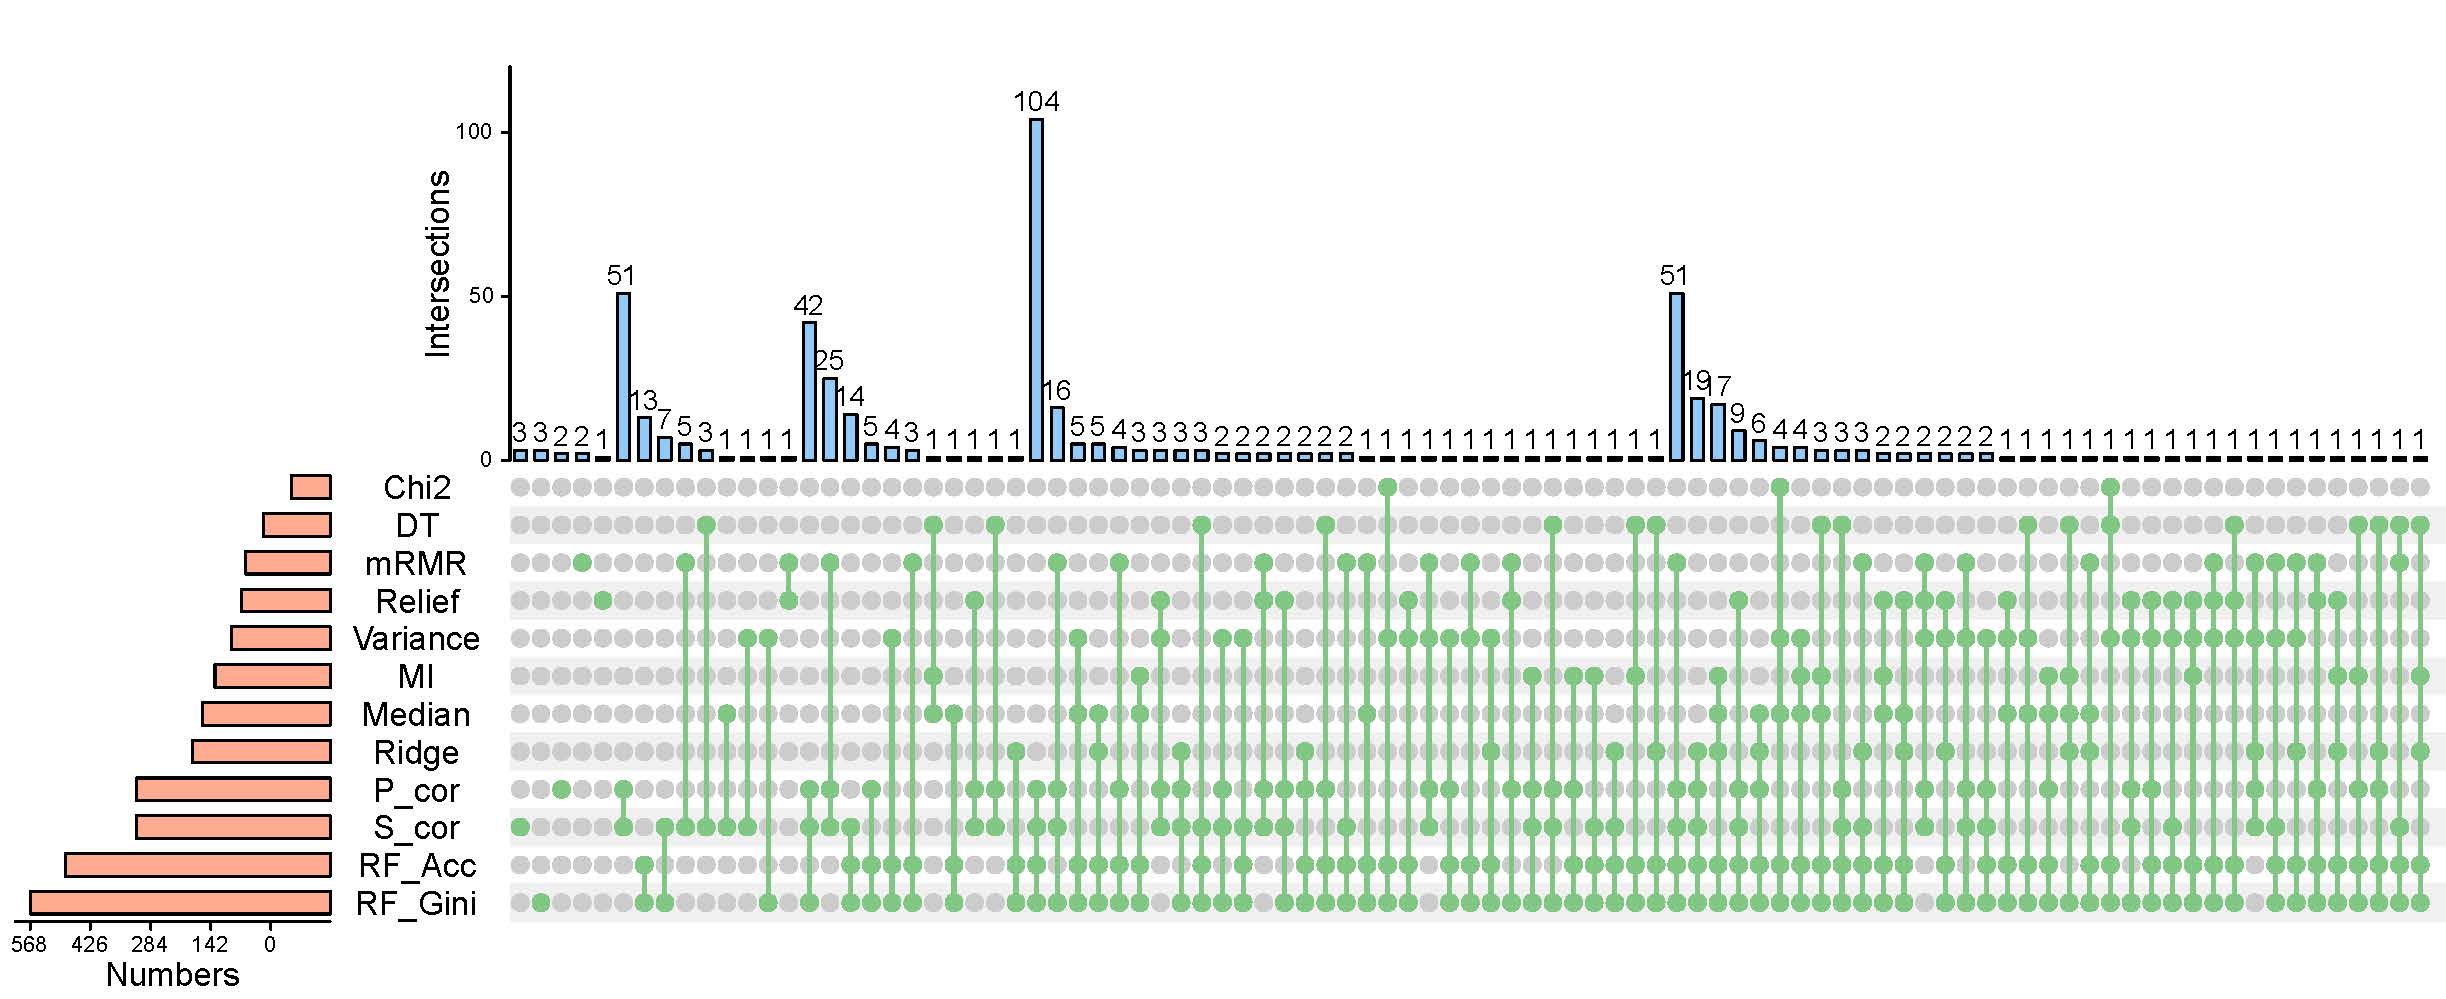 104
100
Intersections
51
51
50
42
25
19
17
16
14
13
9
7
6
3 3 2 2 1
5 3 1 1 1 1
5 4 3 1 1 1 1 1
5 5 4 3 3 3 3 2 2 2 2 2 2 2 1 1 1 1 1 1 1 1 1 1 1 1 1 1 1
4 4 3 3 3 2 2 2 2 2 2 1 1 1 1 1 1 1 1 1 1 1 1 1 1 1 1 1 1 1 1 1
0
Chi2
DT
mRMR
Relief
Variance
MI
Median
Ridge
P_cor
S_cor
RF_Acc
RF_Gini
568 426 284 142 0
Numbers